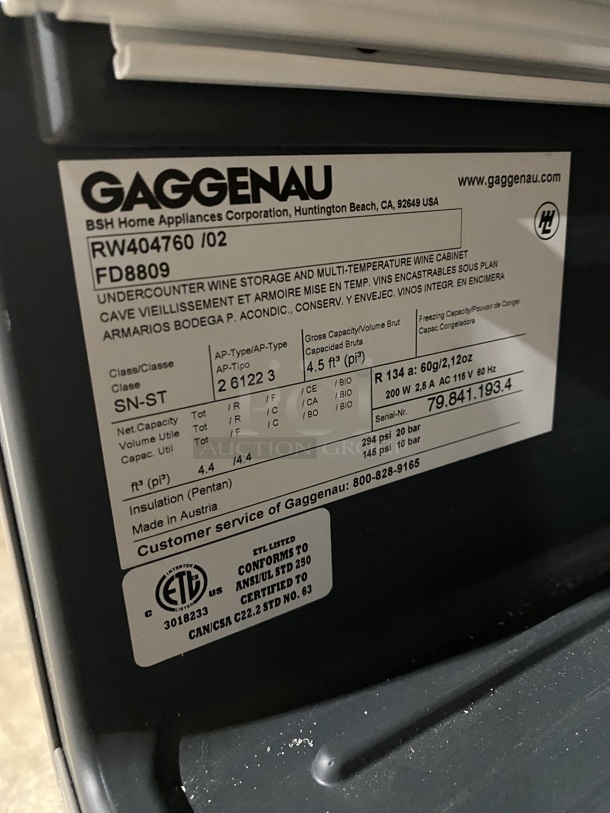 GAGGENAU
www.gaggenau.com
BSH Home Appliances Corporation, Huntington Beach, CA, 92649 USA
RW404760 /02
FD8809
UNDERCOUNTER WINE STORAGE AND MULTI-TEMPERATURE WINE CABINET
CAVE VIEILLISSEMENT ET ARMOIRE MISE EN TEMP. VINS ENCASTRABLES SOUS PLAN
ARMARIOS BODEGA P. ACONDIC., CONSERV. Y ENVEJEC. VINOS INTEGR. EN ENCIMERA
Class/Classe
Clase
SN-ST
AP-Type/AP-Type
AP-Tipo
2 6122 3
Gross Capacity/Volume Brut
Capacidad Bruta
4.5 ft³ (pi³)
Freezing Capacity/Pouvoir de Congel.
Capac.Congeladora
Net.Capacity Tot /R /F /CE /BIO
Volume Utile Tot /R /C /CA /BIO
Capac. Util Tot /F /C /BO /BIO
ft³ (pi³) 4.4 /4.4
R 134 a: 60g/2,12oz
200 W 2,5 A AC 115 V 60 Hz
Serial-Nr. 79.841.193.4
Insulation (Pentan) 294 psi 20 bar
145 psi 10 bar
Made in Austria
Customer service of Gaggenau: 800-828-9165
INTERTEK
ETL
LISTED
C US
3018233
ETL LISTED
CONFORMS TO
ANSI/UL STD 250
CERTIFIED TO
CAN/CSA C22.2 STD NO. 63
PCI
AUCTION GROUP